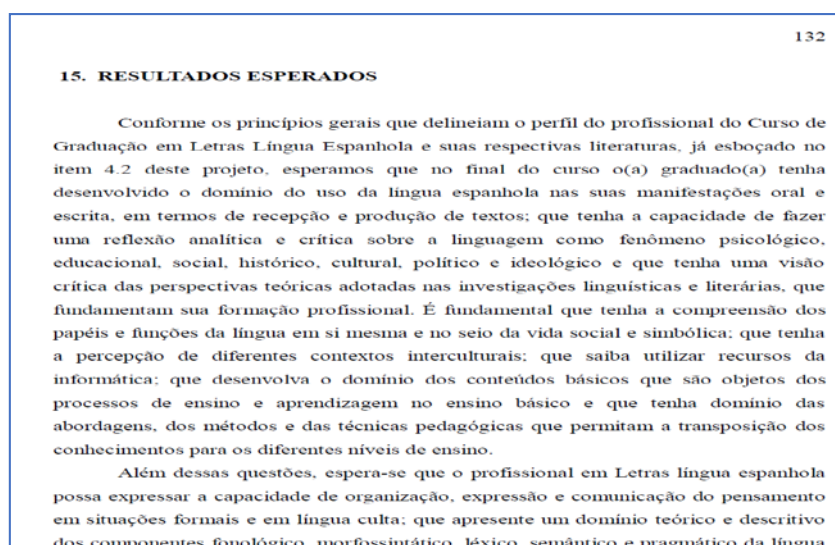 132
15. RESULTADOS ESPERADOS
Conforme os princípios gerais que delineiam o perfil do profissional do Curso de
Graduação em Letras Língua Espanhola e suas respectivas literaturas, já esboçado no
item 4.2 deste projeto, esperamos que no final do curso o(a) graduado(a) tenha
desenvolvido o domínio do uso da língua espanhola nas suas manifestações oral e
escrita, em termos de recepção e produção de textos; que tenha a capacidade de fazer
uma reflexão analítica e crítica sobre a linguagem como fenômeno psicológico,
educacional, social, histórico, cultural, político e ideológico e que tenha uma visão
crítica das perspectivas teóricas adotadas nas investigações linguísticas e literárias, que
fundamentam sua formação profissional. É fundamental que tenha a compreensão dos
papéis e funções da língua em si mesma e no seio da vida social e simbólica; que tenha
a percepção de diferentes contextos interculturais; que saiba utilizar recursos da
informática; que desenvolva o domínio dos conteúdos básicos que são objetos dos
processos de ensino e aprendizagem no ensino básico e que tenha domínio das
abordagens, dos métodos e das técnicas pedagógicas que permitam a transposição dos
conhecimentos para os diferentes níveis de ensino.
Além dessas questões, espera-se que o profissional em Letras língua espanhola
possa expressar a capacidade de organização, expressão e comunicação do pensamento
em situações formais e em língua culta; que apresente um domínio teórico e descritivo
dos componentes fonológico, morfossintático, léxico, semântico e pragmático da língua